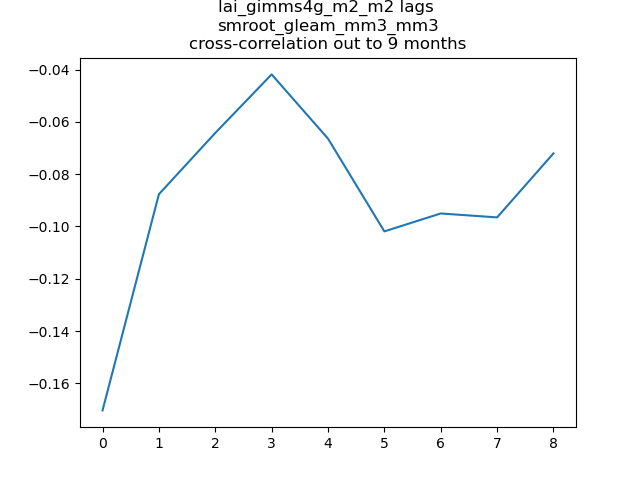 lai_gimms4g_m2_m2 lags
smroot_gleam_mm3_mm3
cross-correlation out to 9 months
−0.04
−0.06
−0.08
−0.10
−0.12
−0.14
−0.16
0 1 2 3 4 5 6 7 8